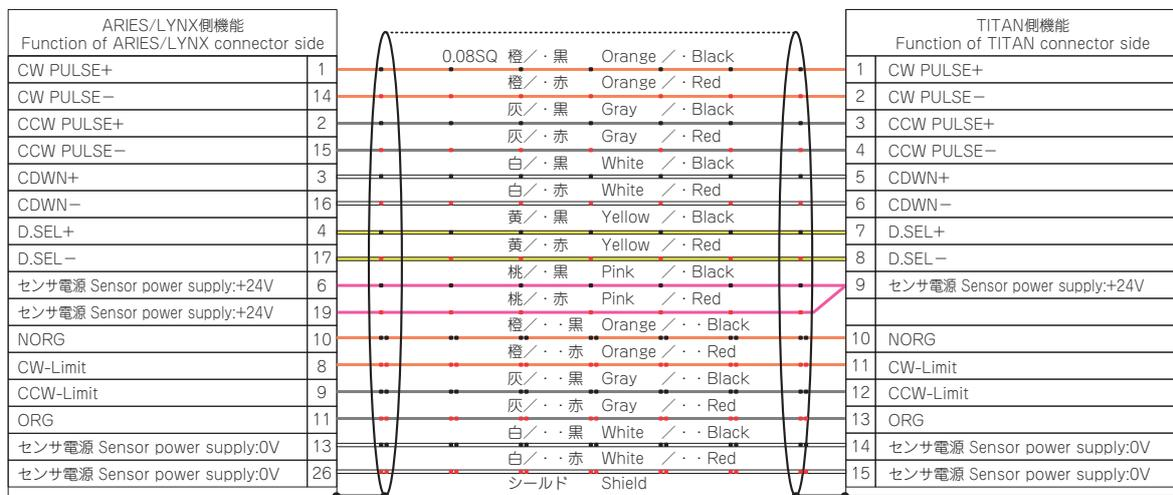 ARIES/LYNX側機能
Function of ARIES/LYNX connector side
TITAN側機能
Function of TITAN connector side
0.08SQ 橙／・黒 Orange／・Black
CW PULSE+ 1 1 CW PULSE+
橙／・赤 Orange／・Red
CW PULSE− 14 2 CW PULSE−
灰／・黒 Gray ／・Black
CCW PULSE+ 2 3 CCW PULSE+
灰／・赤 Gray ／・Red
CCW PULSE− 15 4 CCW PULSE−
白／・黒 White ／・Black
CDWN+ 3 5 CDWN+
白／・赤 White ／・Red
CDWN− 16 6 CDWN−
黄／・黒 Yellow ／・Black
D.SEL+ 4 7 D.SEL+
黄／・赤 Yellow ／・Red
D.SEL− 17 8 D.SEL−
桃／・黒 Pink ／・Black
センサ電源 Sensor power supply:+24V 6 9 センサ電源 Sensor power supply:+24V
桃／・赤 Pink ／・Red
センサ電源 Sensor power supply:+24V 19
橙／・・黒 Orange／・・Black
NORG 10 10 NORG
橙／・・赤 Orange／・・Red
CW-Limit 8 11 CW-Limit
灰／・・黒 Gray ／・・Black
CCW-Limit 9 12 CCW-Limit
灰／・・赤 Gray ／・・Red
ORG 11 13 ORG
白／・・黒 White ／・・Black
センサ電源 Sensor power supply:0V 13 14 センサ電源 Sensor power supply:0V
白／・・赤 White ／・・Red
センサ電源 Sensor power supply:0V 26 15 センサ電源 Sensor power supply:0V
シールド Shield